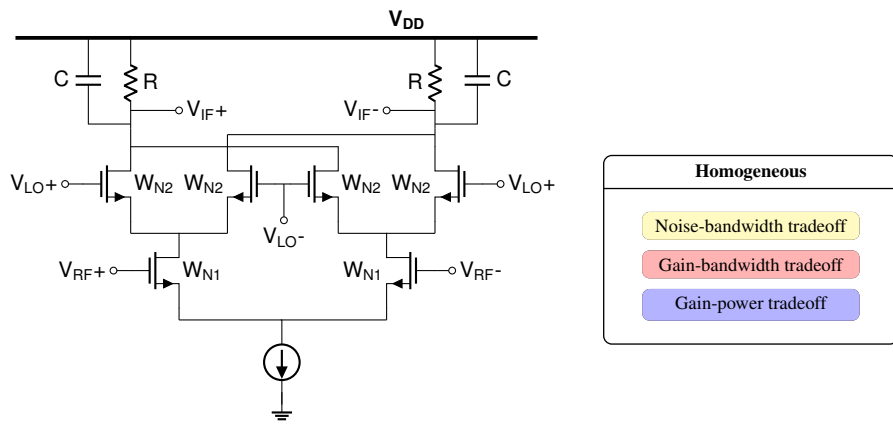 VDD
C
R
R
C
VIF+
VIF-
VLO+
WN2
WN2
WN2
WN2
VLO+
VLO-
VRF+
WN1
WN1
VRF-
Homogeneous
Noise-bandwidth tradeoff
Gain-bandwidth tradeoff
Gain-power tradeoff